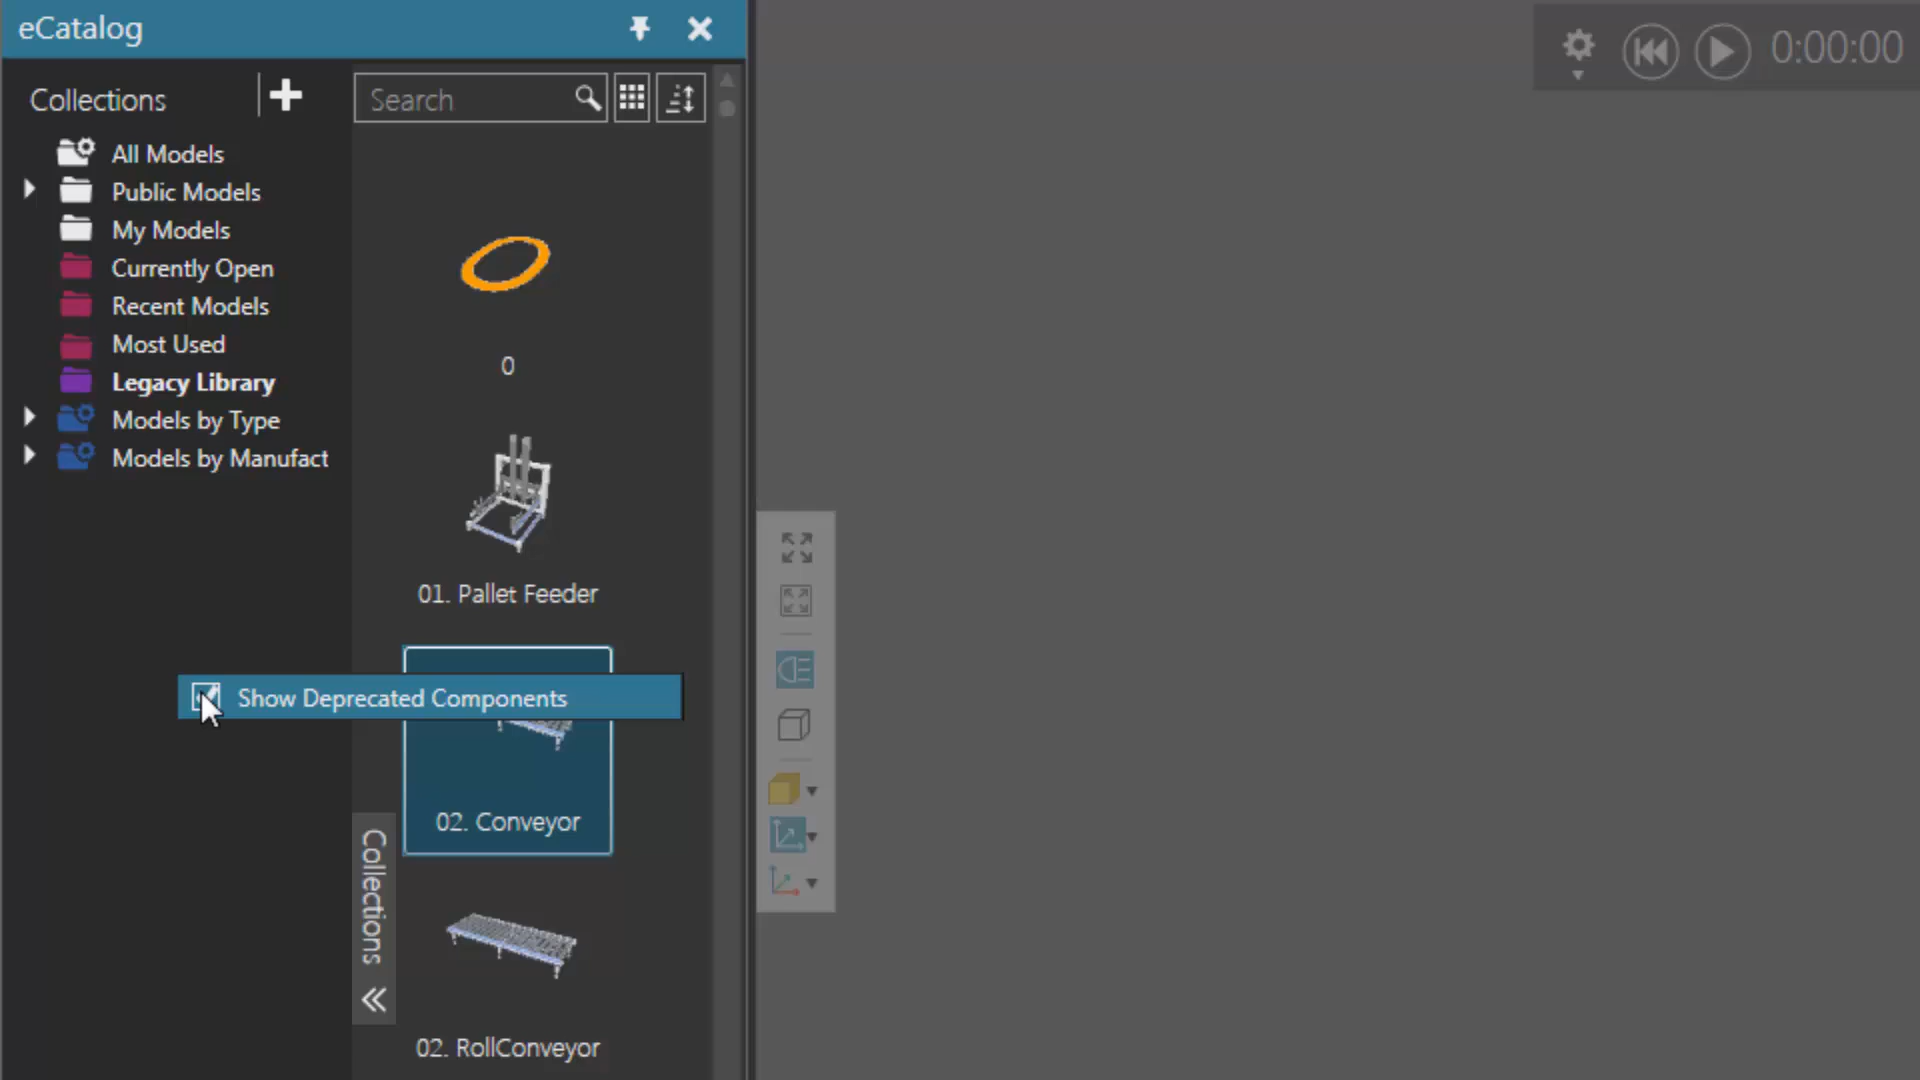 eCatalog
0:00:00
Collections
Search
All Models
Public Models
My Models
Currently Open
Recent Models
Most Used
Legacy Library
Models by Type
Models by Manufact
0
01. Pallet Feeder
Show Deprecated Components
02. Conveyor
Collections
02. RollConveyor